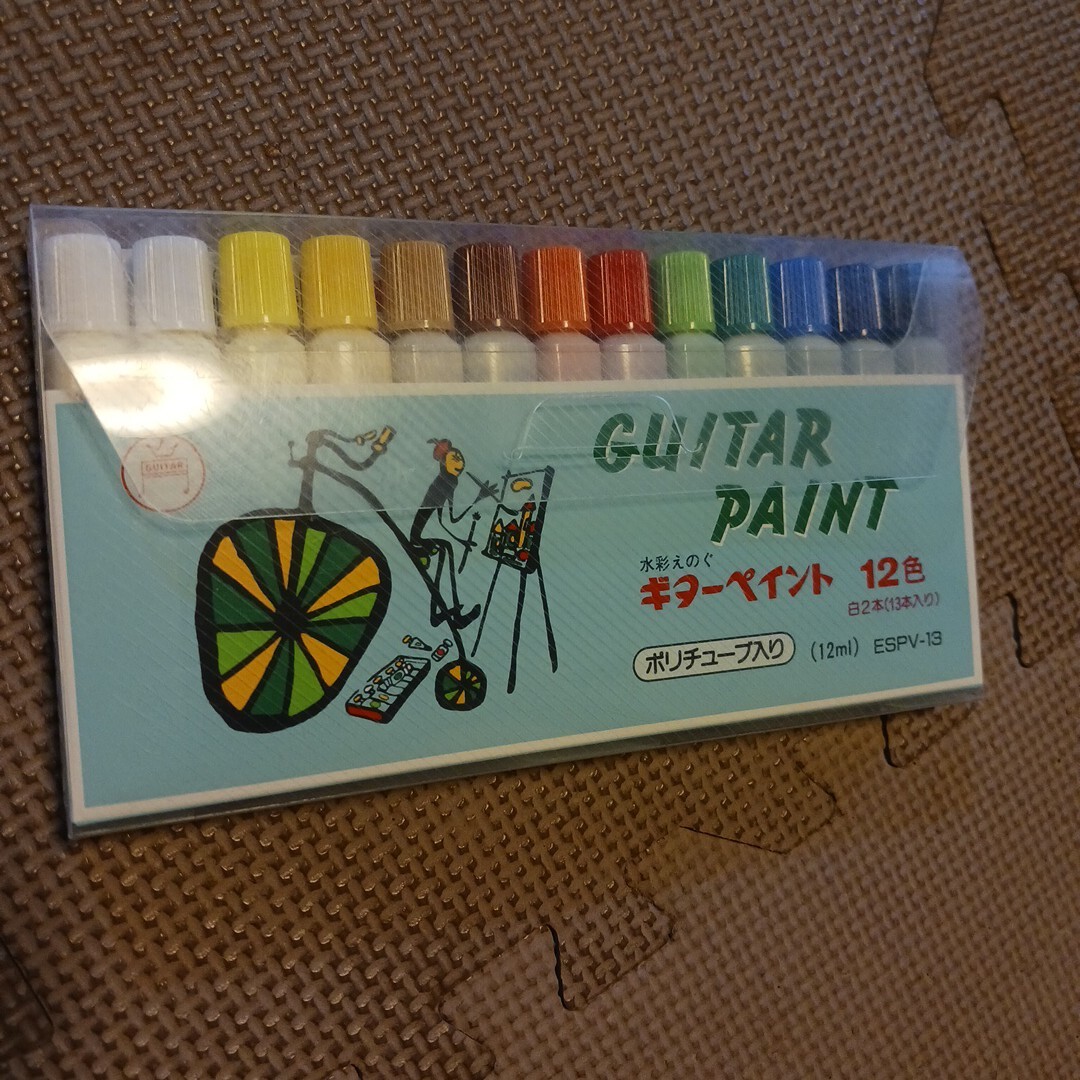 GUITAR
GUITAR
PAINT
水彩えのぐ
ギターペイント 12色
白2本(13本入り)
ポリチューブ入り (12ml) ESPV-13